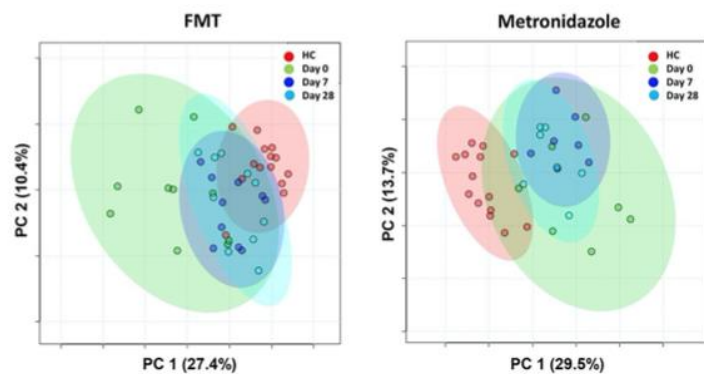 FMT
HC
Day 0
Day 7
Day 28
PC 2 (10.4%)
PC 1 (27.4%)
Metronidazole
HC
Day 0
Day 7
Day 28
PC 2 (13.7%)
PC 1 (29.5%)